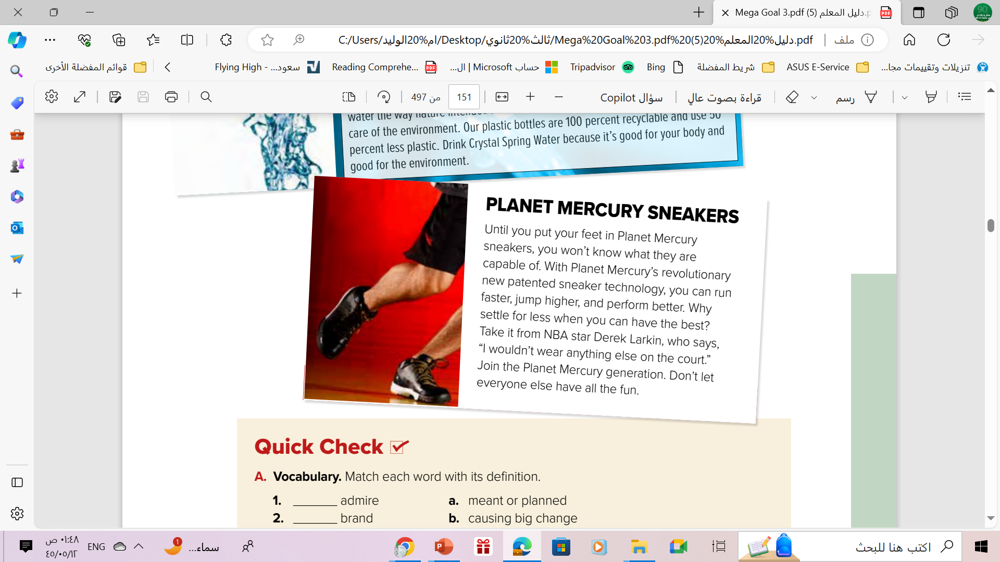 Mega Goal 3.pdf (5) دليل المعلم.p
C:/Users/ام%20الوليد/Desktop/ثالث%20ثانوي/Mega%20Goal%203.pdf%20(5)%20دليل%20المعلم.pdf
ملف
قوائم المفضلة الأخرى
Flying High - سعود...
Reading Comprehe...
حساب Microsoft | ال...
Tripadvisor
Bing
شريط المفضلة
ASUS E-Service
تنزيلات وتقييمات مجا...
497 من
151
سؤال Copilot
قراءة بصوت عالٍ
رسم
water the way nature intended
care of the environment. Our plastic bottles are 100 percent recyclable and use 50
percent less plastic. Drink Crystal Spring Water because it's good for your body and
good for the environment.
PLANET MERCURY SNEAKERS
Until you put your feet in Planet Mercury
sneakers, you won't know what they are
capable of. With Planet Mercury's revolutionary
new patented sneaker technology, you can run
faster, jump higher, and perform better. Why
settle for less when you can have the best?
Take it from NBA star Derek Larkin, who says,
"I wouldn't wear anything else on the court."
Join the Planet Mercury generation. Don't let
everyone else have all the fun.
Quick Check
A. Vocabulary. Match each word with its definition.
1. ______ admire
a. meant or planned
2. ______ brand
b. causing big change
٠١:٤٨ ص
٤٥/٠٥/١٢
ENG
1
سماء...
اكتب هنا للبحث